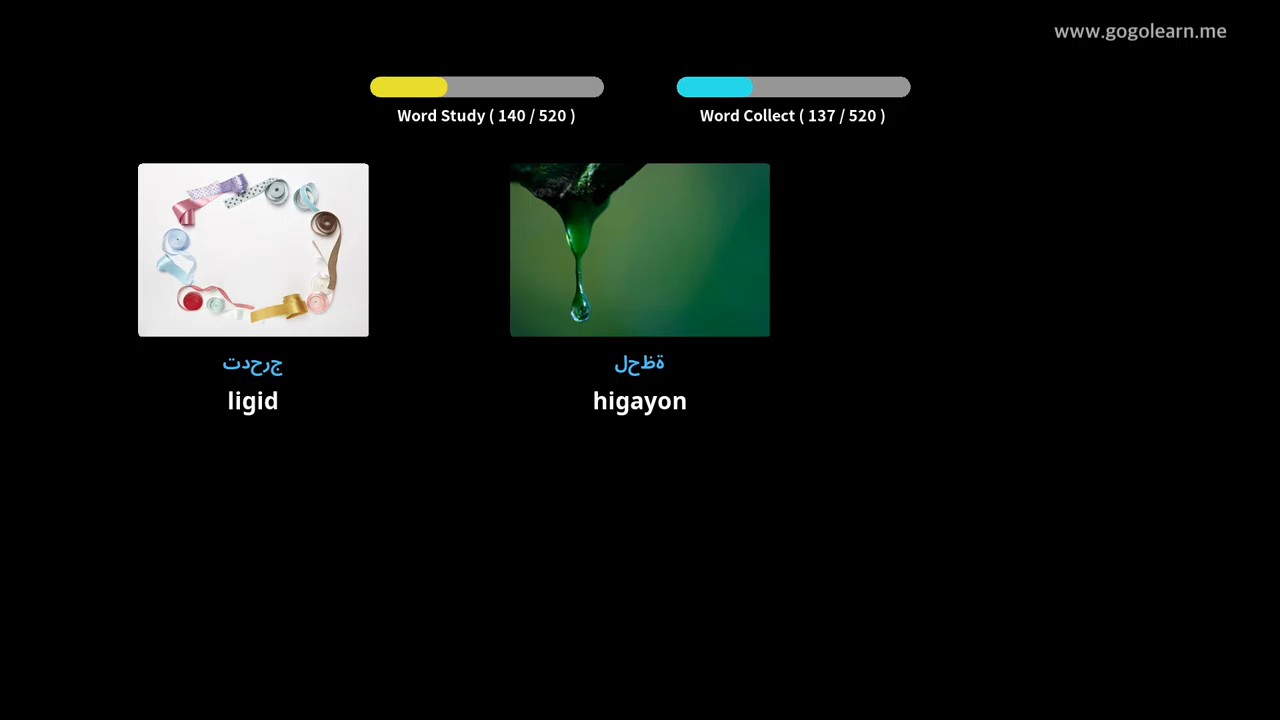 www.gogolearn.me
Word Study ( 140 / 520 )
Word Collect ( 137 / 520 )
جرحدت
ligid
ةظحل
higayon